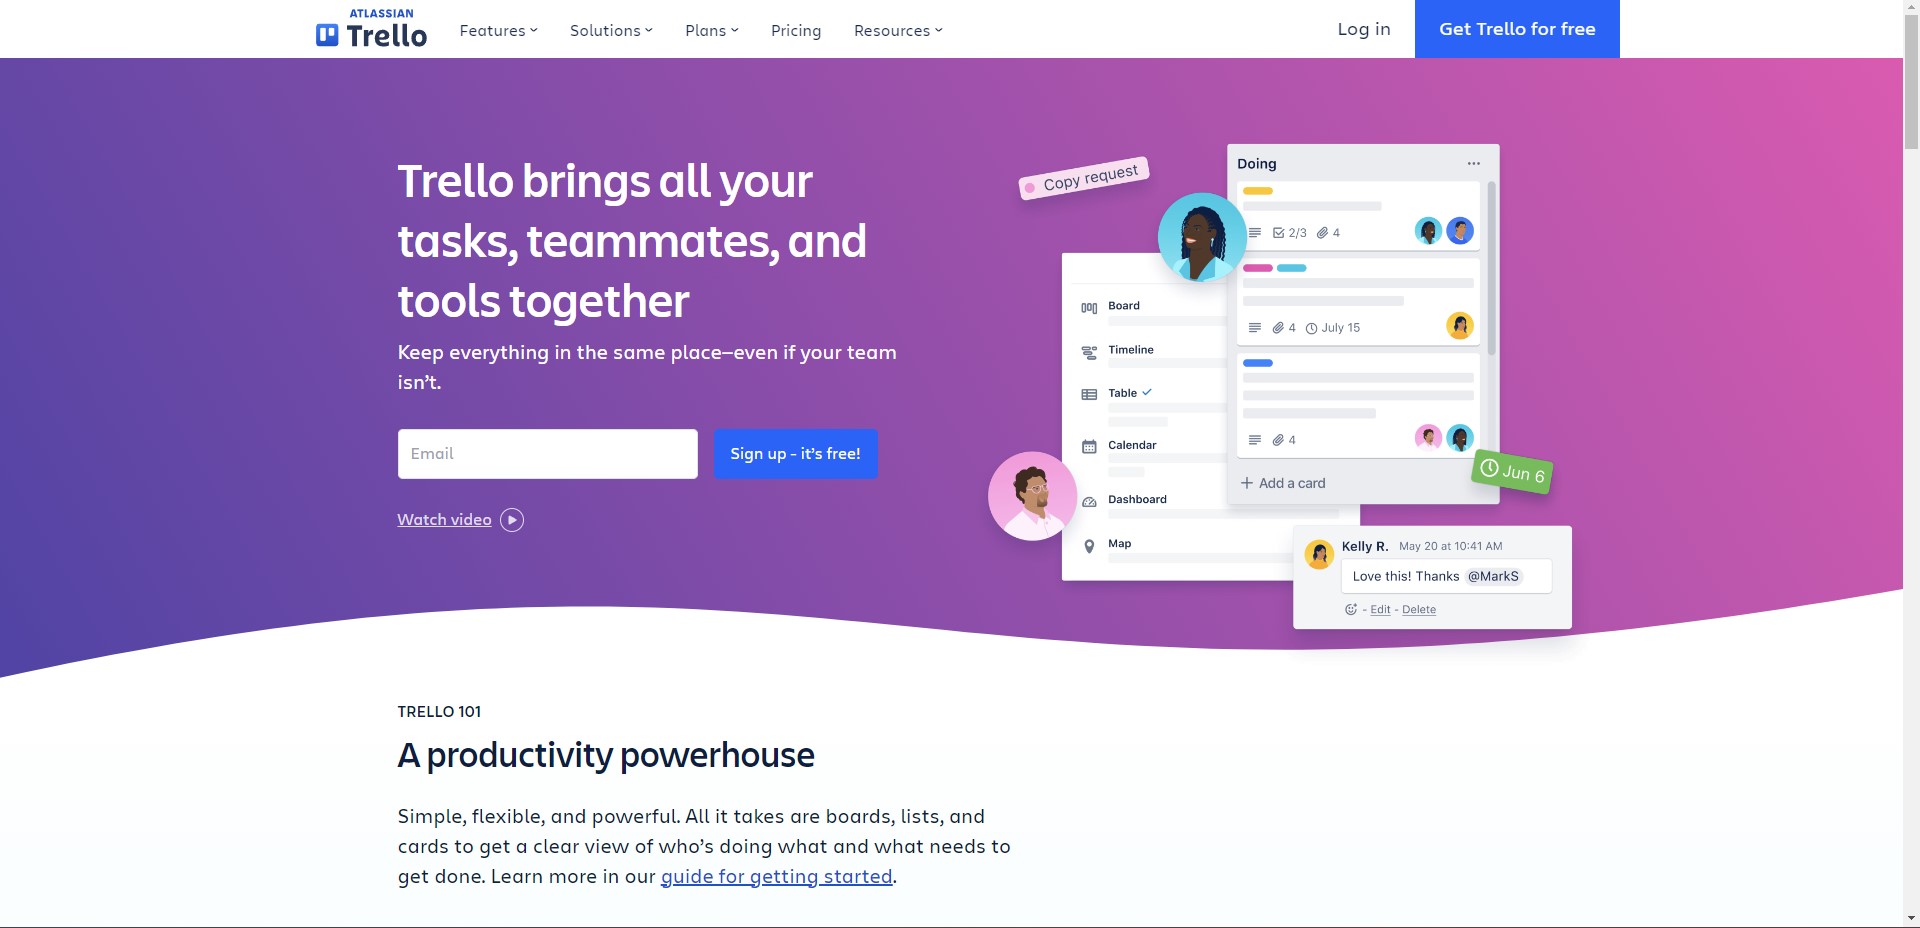 ATLASSIAN
Trello
Features
Solutions
Plans
Pricing
Resources
Log in
Get Trello for free
Trello brings all your
tasks, teammates, and
tools together
Keep everything in the same place—even if your team
isn’t.
Email
Sign up - it’s free!
Watch video
Copy request
Board
Timeline
Table
Calendar
Dashboard
Map
Doing
2/3 4
4 July 15
4
+ Add a card
Jun 6
Kelly R. May 20 at 10:41 AM
Love this! Thanks @MarkS
- Edit - Delete
TRELLO 101
A productivity powerhouse
Simple, flexible, and powerful. All it takes are boards, lists, and
cards to get a clear view of who’s doing what and what needs to
get done. Learn more in our guide for getting started.